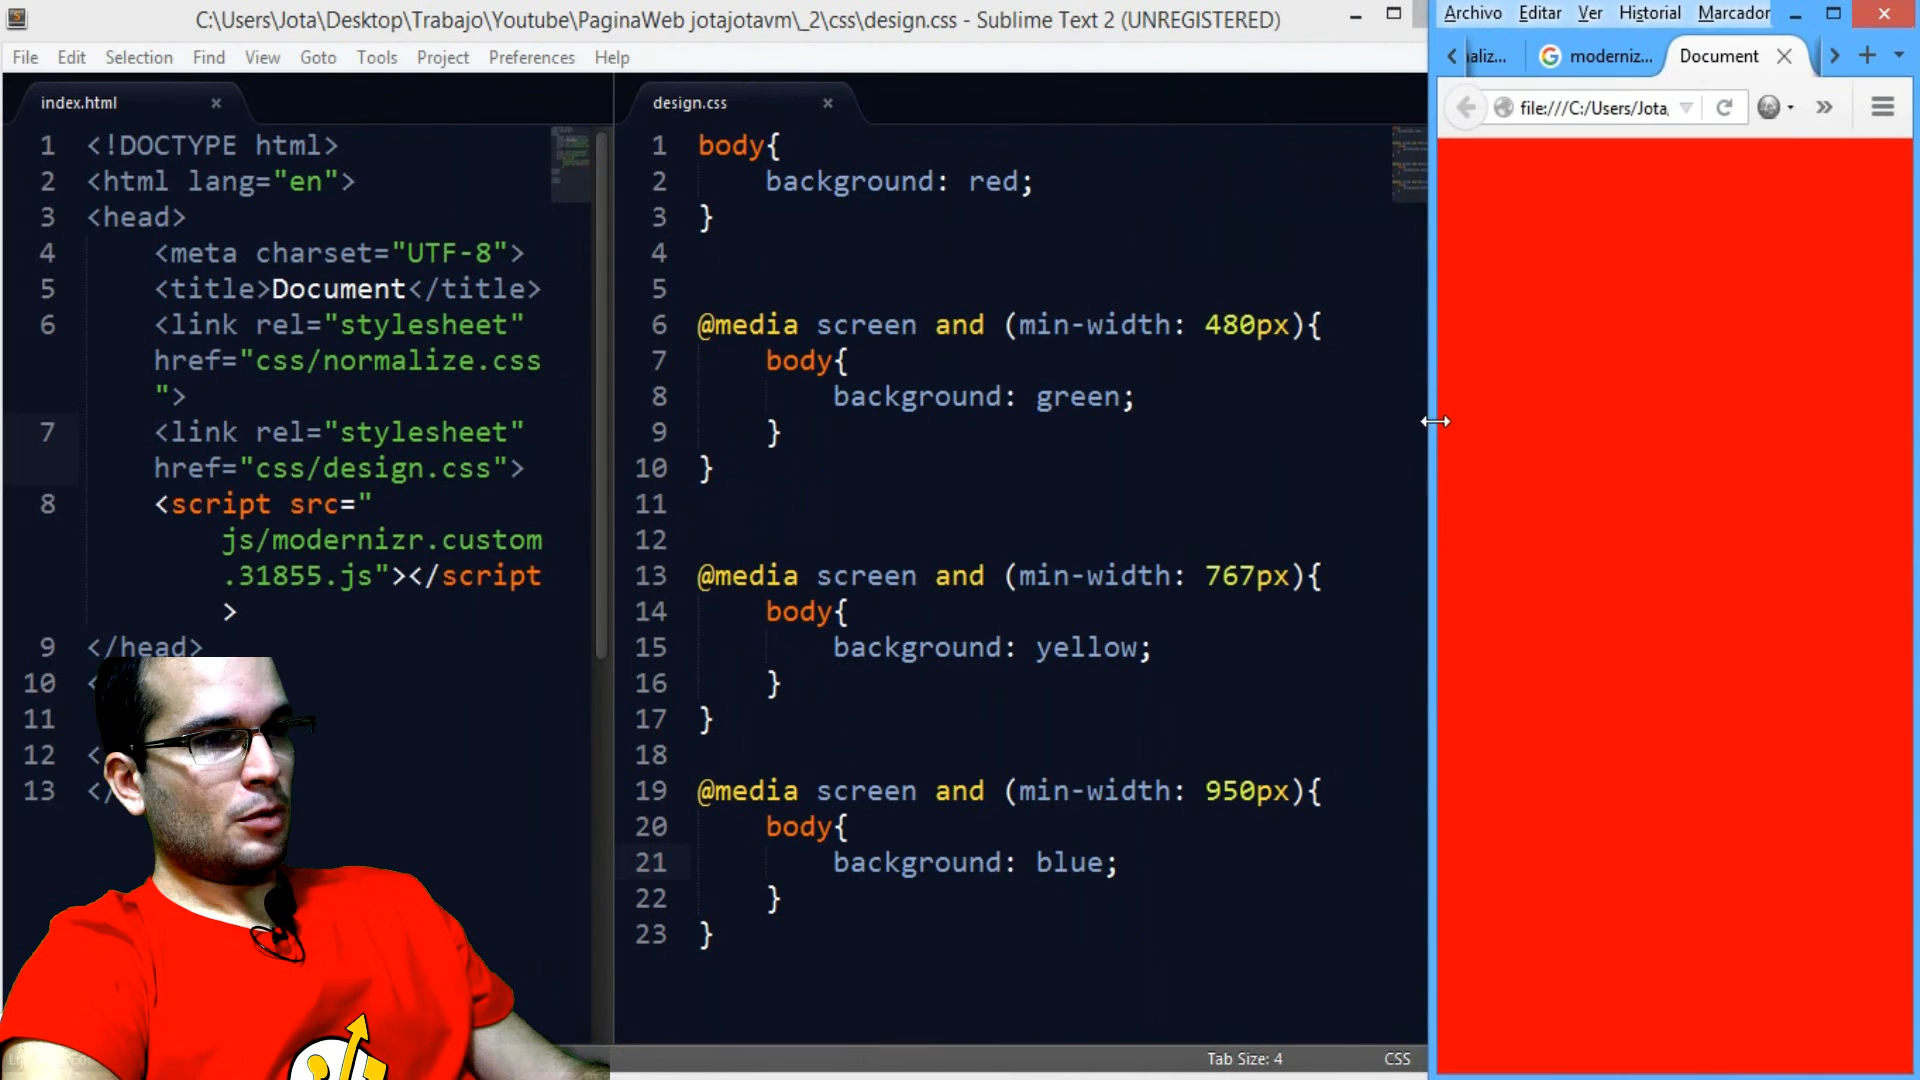 C:\Users\Jota\Desktop\Trabajo\Youtube\PaginaWeb jotajotavm\_2\css\design.css - Sublime Text 2 (UNREGISTERED)
File Edit Selection Find View Goto Tools Project Preferences Help
index.html
1 <!DOCTYPE html>
2 <html lang="en">
3 <head>
4 <meta charset="UTF-8">
5 <title>Document</title>
6 <link rel="stylesheet"
href="css/normalize.css
">
7 <link rel="stylesheet"
href="css/design.css">
8 <script src="
js/modernizr.custom
.31855.js"></script
>
9 </head>
10 <
11
12 <
13 </
design.css
1 body{
2 background: red;
3 }
4
5
6 @media screen and (min-width: 480px){
7 body{
8 background: green;
9 }
10 }
11
12
13 @media screen and (min-width: 767px){
14 body{
15 background: yellow;
16 }
17 }
18
19 @media screen and (min-width: 950px){
20 body{
21 background: blue;
22 }
23 }
Tab Size: 4 CSS
Archivo Editar Ver Historial Marcador
aliz... moderniz... Document
file:///C:/Users/Jota,